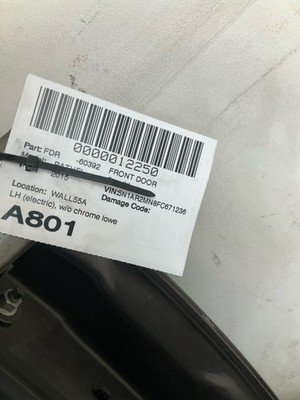 0000012250
Part: FDR -60392 FRONT DOOR
2015 VIN:5N1AR2MN8FC671236
Damage Code:
Location: WALL55A
LH (electric), w/o chrome lowe
A801